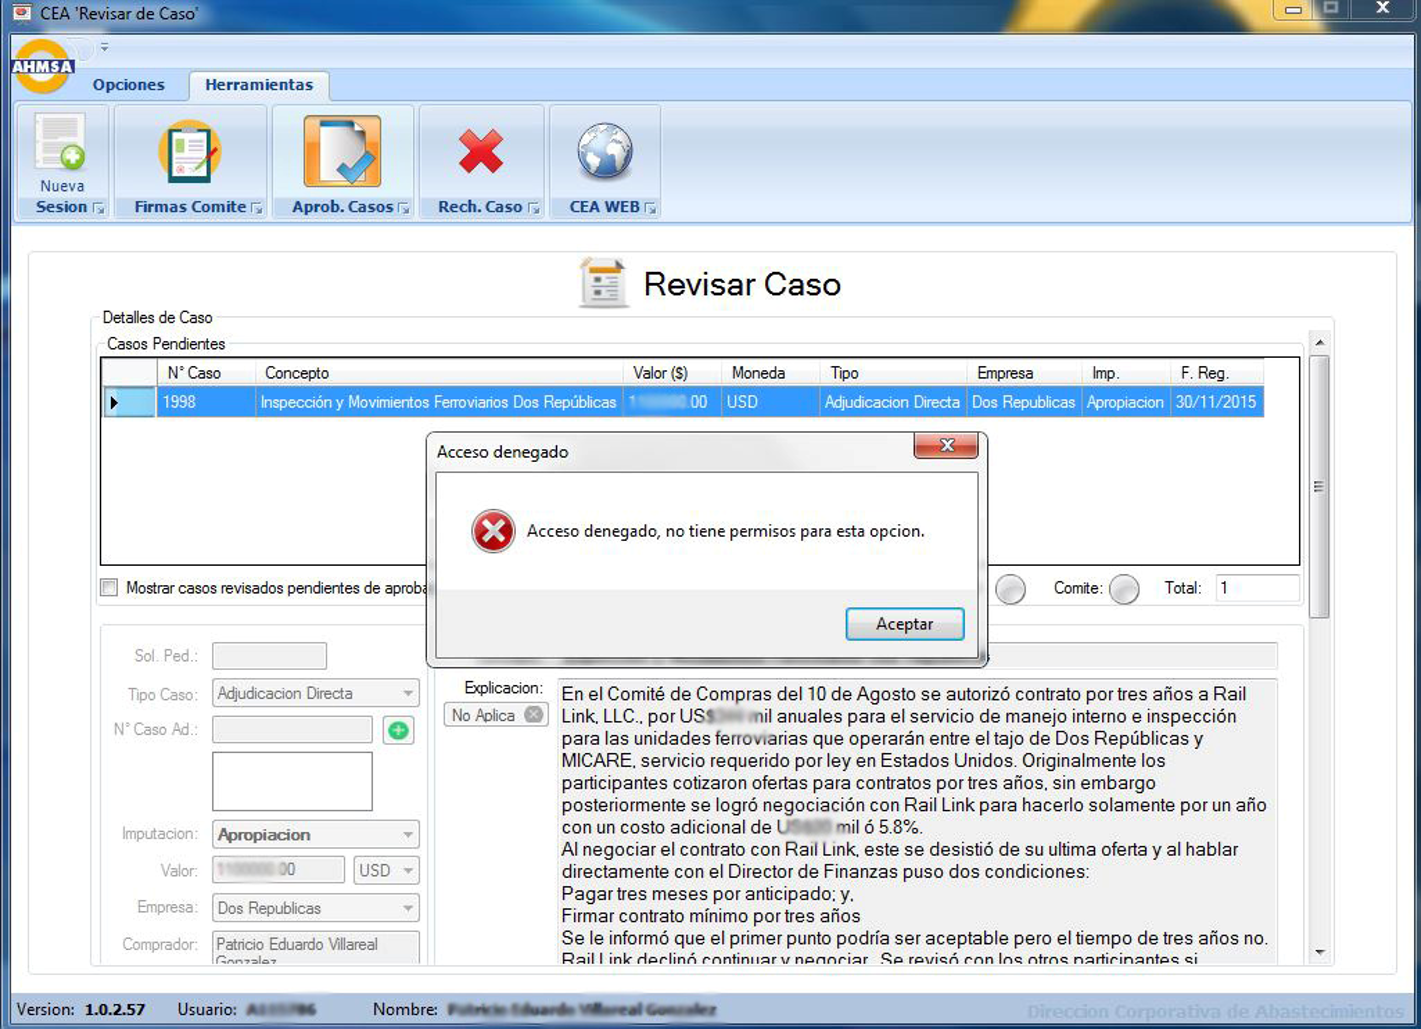 CEA 'Revisar de Caso'
AHMSA
Opciones
Herramientas
Nueva
Sesion
Firmas Comite
Aprob. Casos
Rech. Caso
CEA WEB
Revisar Caso
Detalles de Caso
Casos Pendientes
N° Caso Concepto Valor ($) Moneda Tipo Empresa Imp. F. Reg.
1998 Inspección y Movimientos Ferroviarios Dos Repúblicas .00 USD Adjudicacion Directa Dos Republicas Apropiacion 30/11/2015
Acceso denegado
Acceso denegado, no tiene permisos para esta opcion.
Aceptar
Mostrar casos revisados pendientes de aproba
Comite: Total: 1
Sol. Ped.:
Tipo Caso: Adjudicacion Directa
N° Caso Ad.:
Imputacion: Apropiacion
Valor: 00 USD
Empresa: Dos Republicas
Comprador: Patricio Eduardo Villareal
Gonzalez
Explicacion:
No Aplica
En el Comité de Compras del 10 de Agosto se autorizó contrato por tres años a Rail
Link, LLC., por US$ mil anuales para el servicio de manejo interno e inspección
para las unidades ferroviarias que operarán entre el tajo de Dos Repúblicas y
MICARE, servicio requerido por ley en Estados Unidos. Originalmente los
participantes cotizaron ofertas para contratos por tres años, sin embargo
posteriormente se logró negociación con Rail Link para hacerlo solamente por un año
con un costo adicional de mil ó 5.8%.
Al negociar el contrato con Rail Link, este se desistió de su ultima oferta y al hablar
directamente con el Director de Finanzas puso dos condiciones:
Pagar tres meses por anticipado; y,
Firmar contrato mínimo por tres años
Se le informó que el primer punto podría ser aceptable pero el tiempo de tres años no.
Rail Link declinó continuar y negociar. Se revisó con los otros participantes si
Version: 1.0.2.57 Usuario: Nombre: Patricio Eduardo Villareal Gonzalez
Direccion Corporativa de Abastecimientos